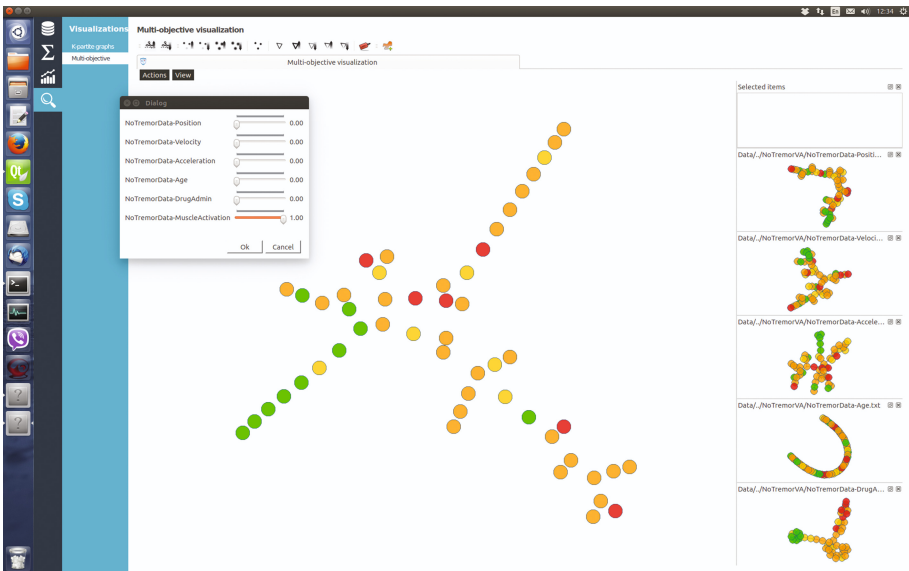 En
12:34
Visualizations
K-partite graphs
Multi-objective
Multi-objective visualization
Multi-objective visualization
Actions
View
Dialog
NoTremorData-Position 0.00
NoTremorData-Velocity 0.00
NoTremorData-Acceleration 0.00
NoTremorData-Age 0.00
NoTremorData-DrugAdmin 0.00
NoTremorData-MuscleActivation 1.00
Ok Cancel
Selected items
Data/../NoTremorVA/NoTremorData-Positi...
Data/../NoTremorVA/NoTremorData-Veloci...
Data/../NoTremorVA/NoTremorData-Accele...
Data/../NoTremorVA/NoTremorData-Age.txt
Data/../NoTremorVA/NoTremorData-DrugA...